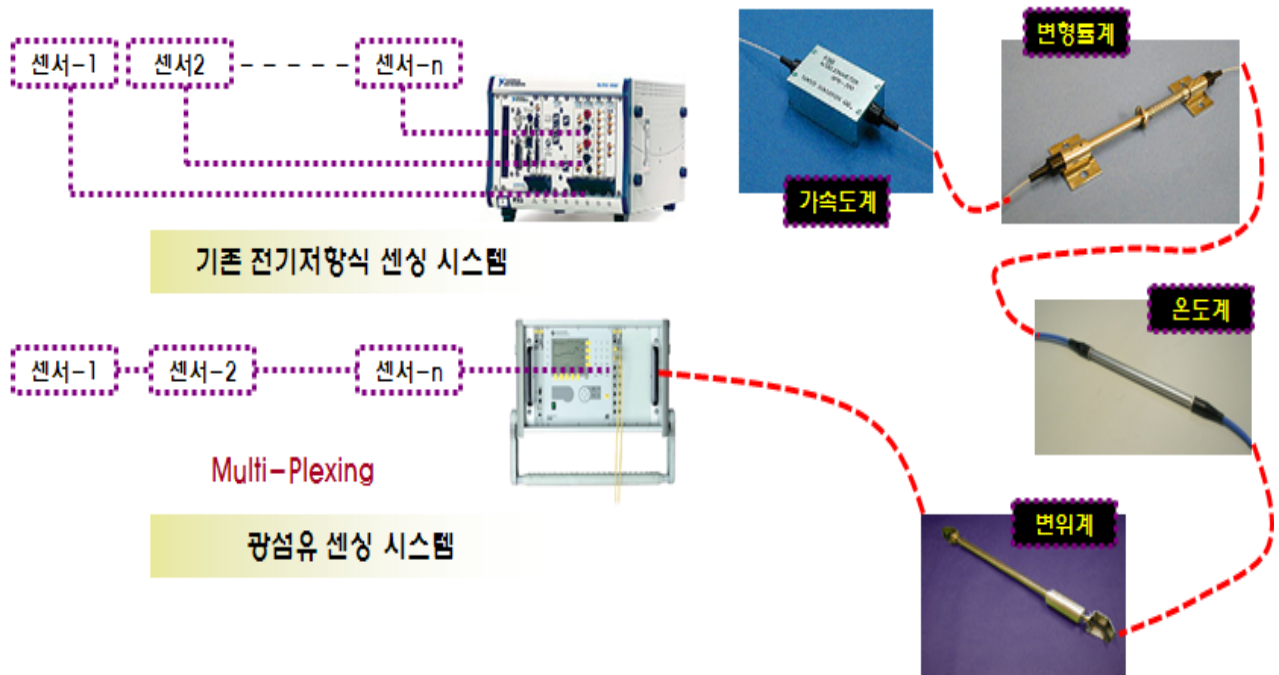 센서-1
센서2
센서-n
기존 전기저항식 센싱 시스템
센서-1
센서-2
센서-n
Multi-Plexing
광섬유 센싱 시스템
가속도계
변형률계
온도계
변위계